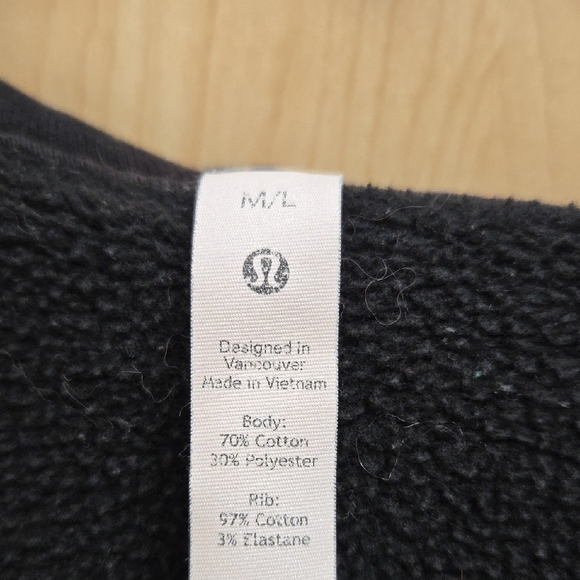 M/L
Designed in
Vancouver
Made in Vietnam
Body:
70% Cotton
30% Polyester
Rib:
97% Cotton
3% Elastane